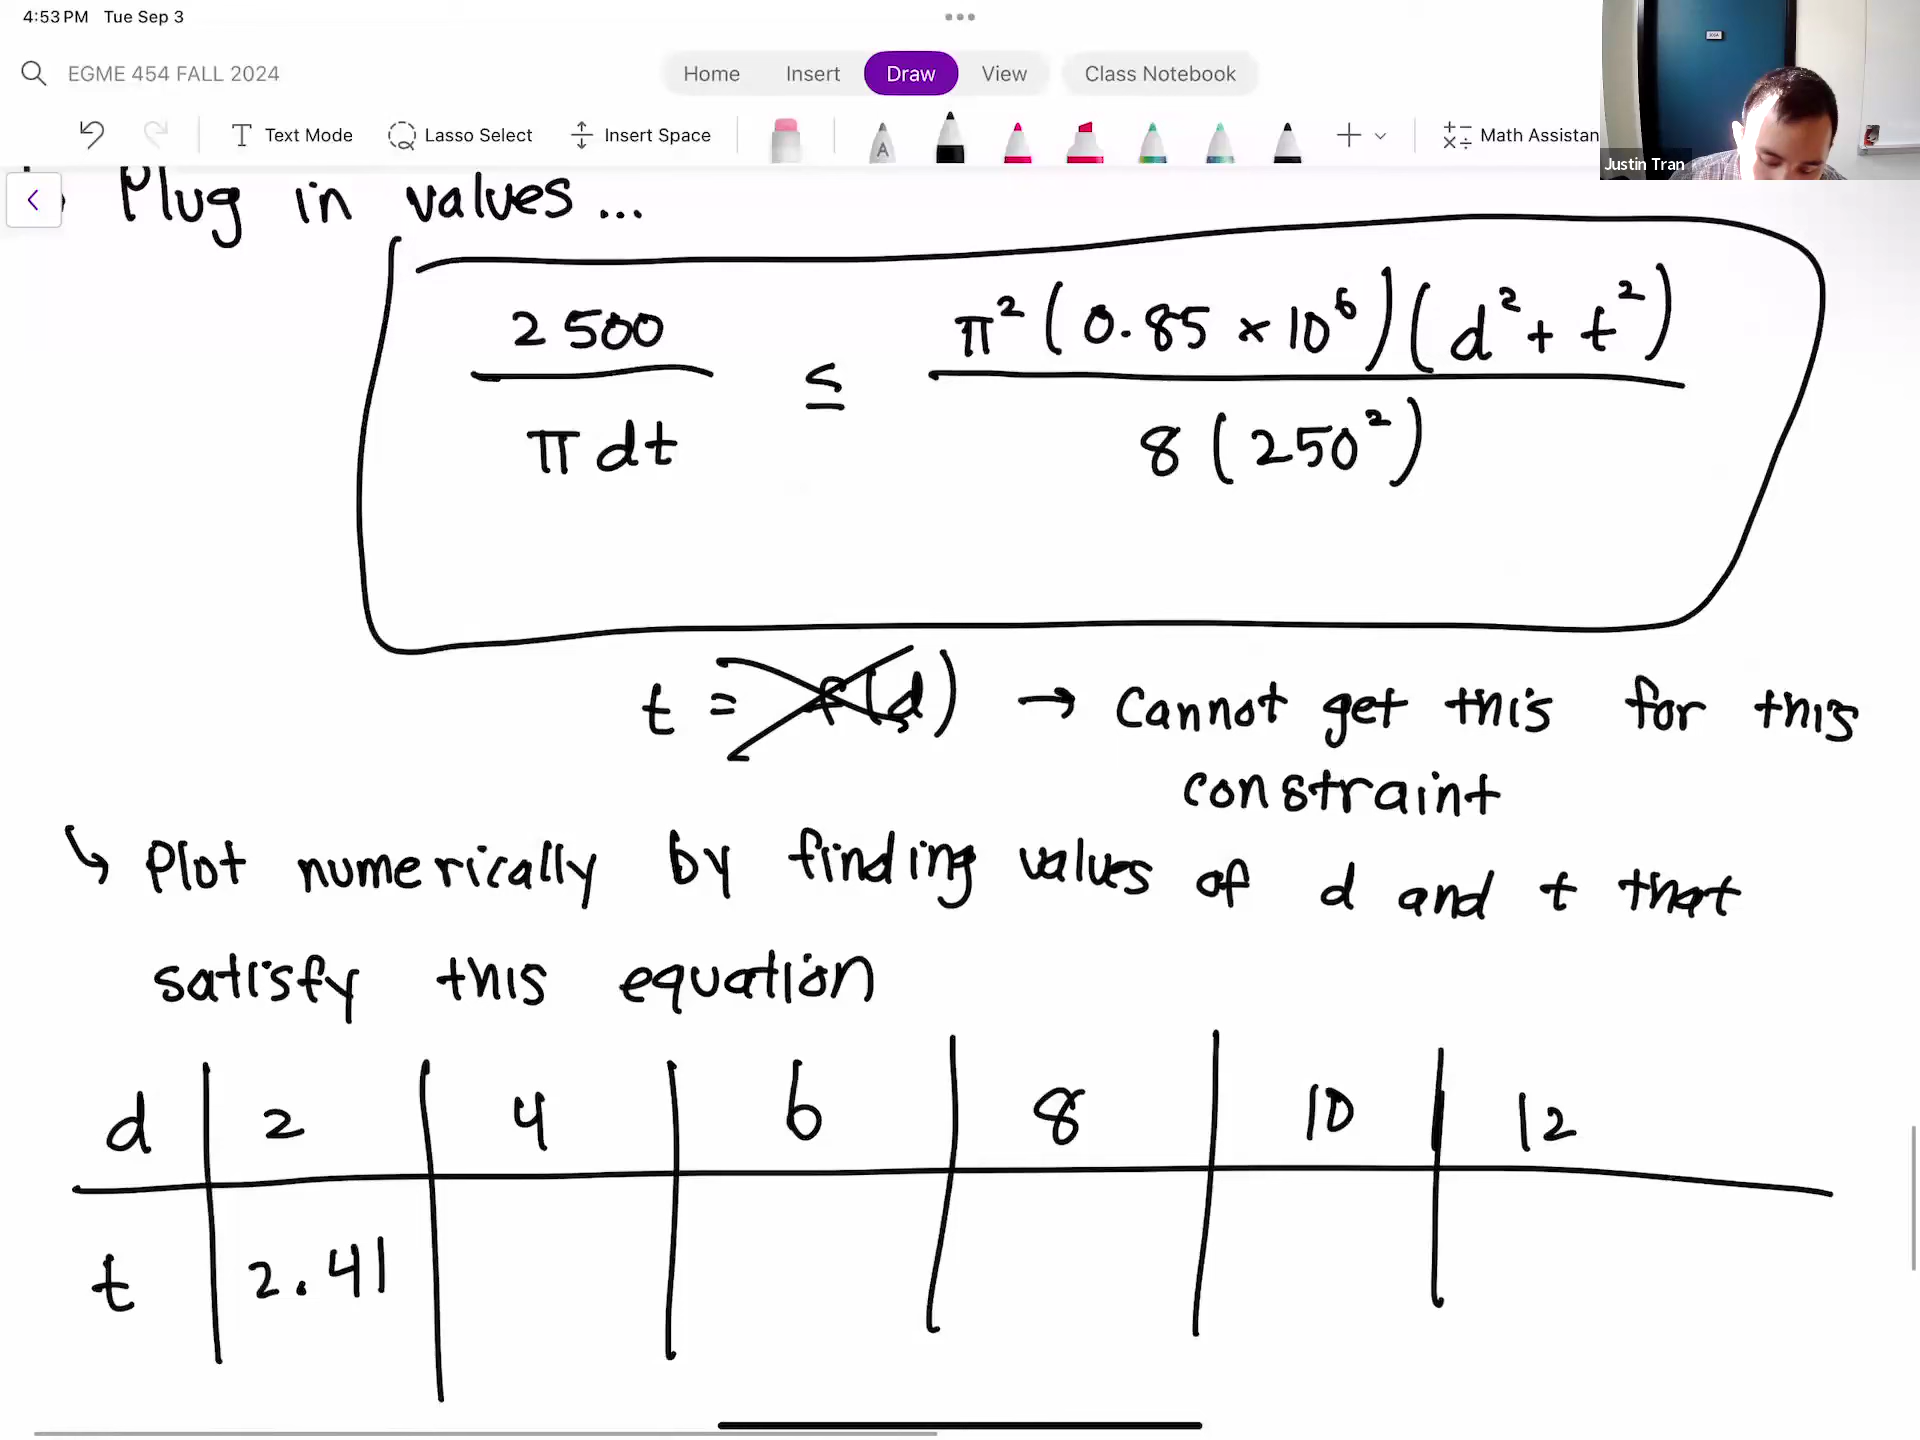 4:53 PM Tue Sep 3
EGME 454 FALL 2024
Home Insert Draw View Class Notebook
Text Mode Lasso Select Insert Space A Math Assistan
Justin Tran
Plug in values...
2500 / πdt ≤ π² (0.85 × 10⁶)(d² + t²) / 8 (250²)
t = f(d) → Cannot get this for this
constraint
↳ Plot numerically by finding values of d and t that
satisfy this equation
d 2 4 6 8 10 12
t 2.41